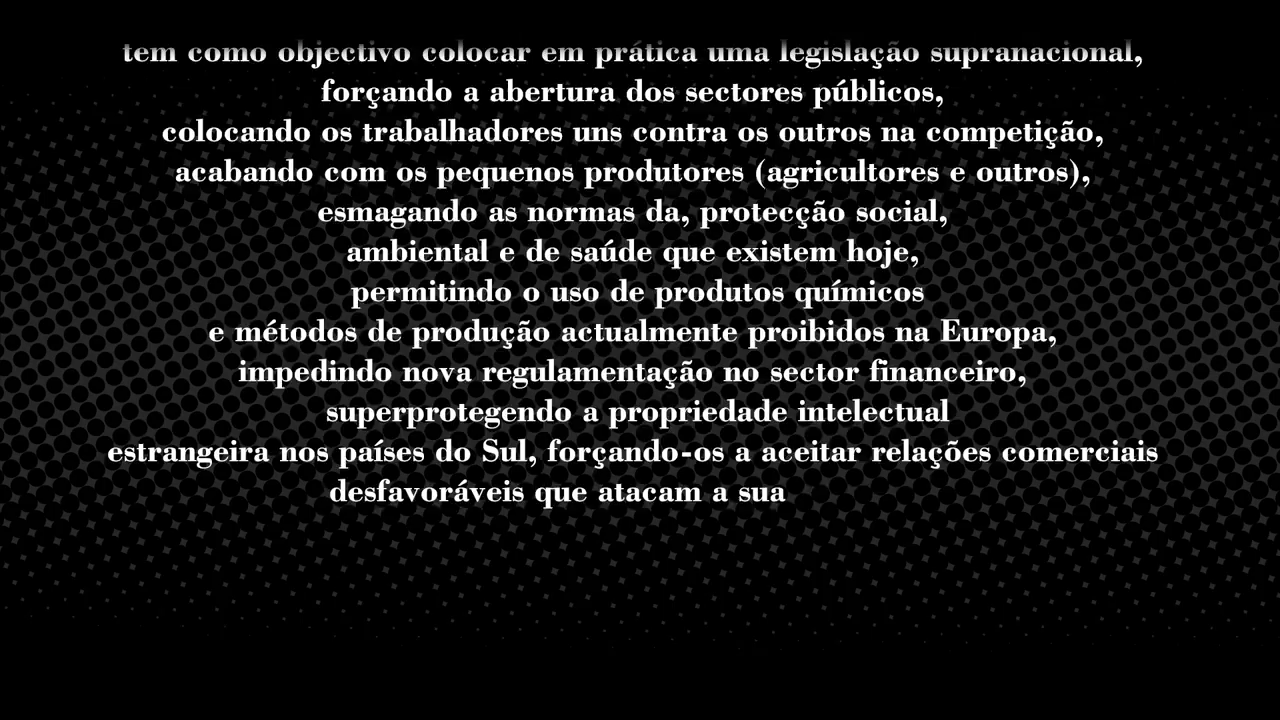 tem como objectivo colocar em prática uma legislação supranacional,
forçando a abertura dos sectores públicos,
colocando os trabalhadores uns contra os outros na competição,
acabando com os pequenos produtores (agricultores e outros),
esmagando as normas da, protecção social,
ambiental e de saúde que existem hoje,
permitindo o uso de produtos químicos
e métodos de produção actualmente proibidos na Europa,
impedindo nova regulamentação no sector financeiro,
superprotegendo a propriedade intelectual
estrangeira nos países do Sul, forçando-os a aceitar relações comerciais
desfavoráveis que atacam a sua